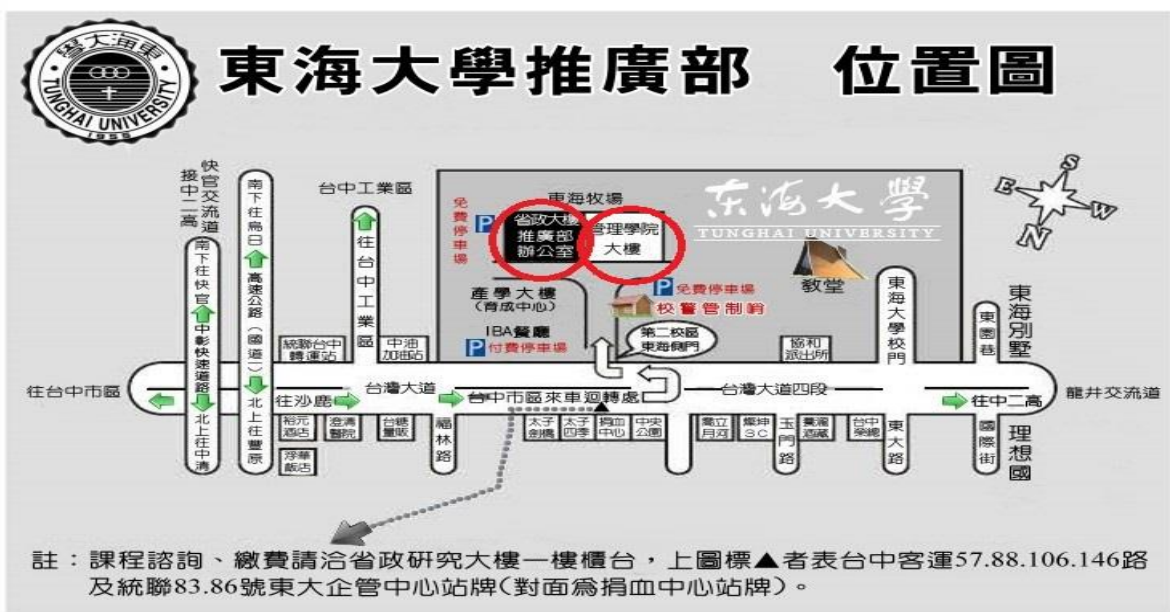 東海大學推廣部 位置圖
學大海東
TUNGHAI UNIVERSITY
1955
快官交流道
接中二高
南下往快官
中彰快速道路
北上往中清
南下往烏日
高速公路(國道一)
北上往豐原
台中工業區
往台中工業區
免費停車場
P
東海牧場
省政大樓
推廣部
辦公室
管理學院
大樓
东海大學
TUNGHAI UNIVERSITY
S
E
W
N
產學大樓
(育成中心)
P 免費停車場
校警管制哨
教堂
IBA餐廳
P 付費停車場
第二校區
東海側門
東海大學校門
東園巷
東海別墅
統聯台中
轉運站
中油
加油站
協和
派出所
往台中市區
往沙鹿
台灣大道
台中市區來車迴轉處
台灣大道四段
往中二高
龍井交流道
裕元
酒店
澄清
醫院
台糖
量販
福林路
太子
劍橋
太子
四季
捐血
中心
中央
公園
喬立
月河
燦坤
3C
玉門路
酒藏
台中
榮總
東大路
國際街
理想國
飯店
註:課程諮詢、繳費請洽省政研究大樓一樓櫃台,上圖標▲者表台中客運57.88.106.146路
及統聯83.86號東大企管中心站牌(對面為捐血中心站牌)。